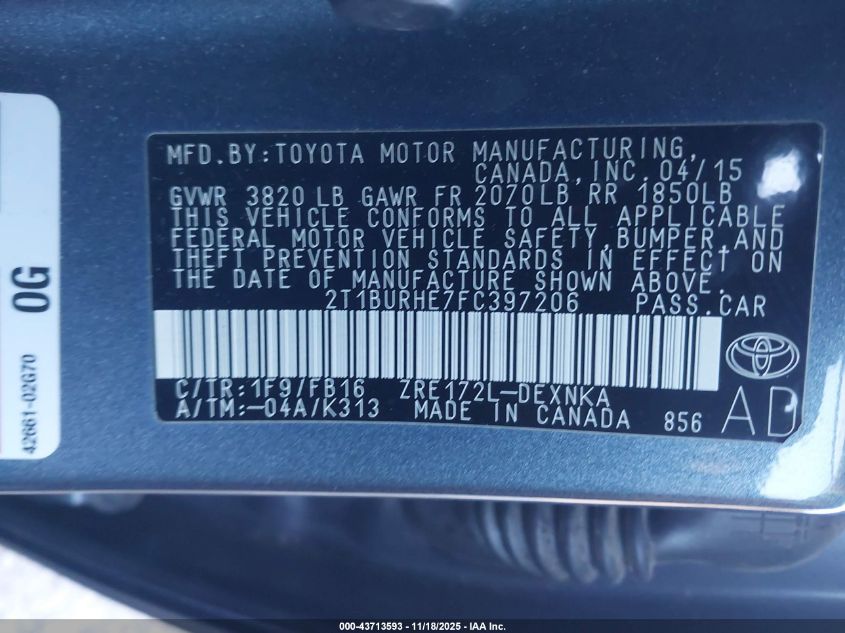 MFD.BY:TOYOTA MOTOR MANUFACTURING,
CANADA,INC.04/15
GVWR 3820 LB GAWR FR 2070LB RR 1850LB
THIS VEHICLE CONFORMS TO ALL APPLICABLE
FEDERAL MOTOR VEHICLE SAFETY,BUMPER,AND
THEFT PREVENTION STANDARDS IN EFFECT ON
THE DATE OF MANUFACTURE SHOWN ABOVE.
2T1BURHE7FC397206 PASS.CAR
C/TR:1F9/FB16 ZRE172L-DEXNKA
A/TM:-04A/K313 MADE IN CANADA 856
AD
0G
42661-02G70
000-43713593 - 11/18/2025 - IAA Inc.